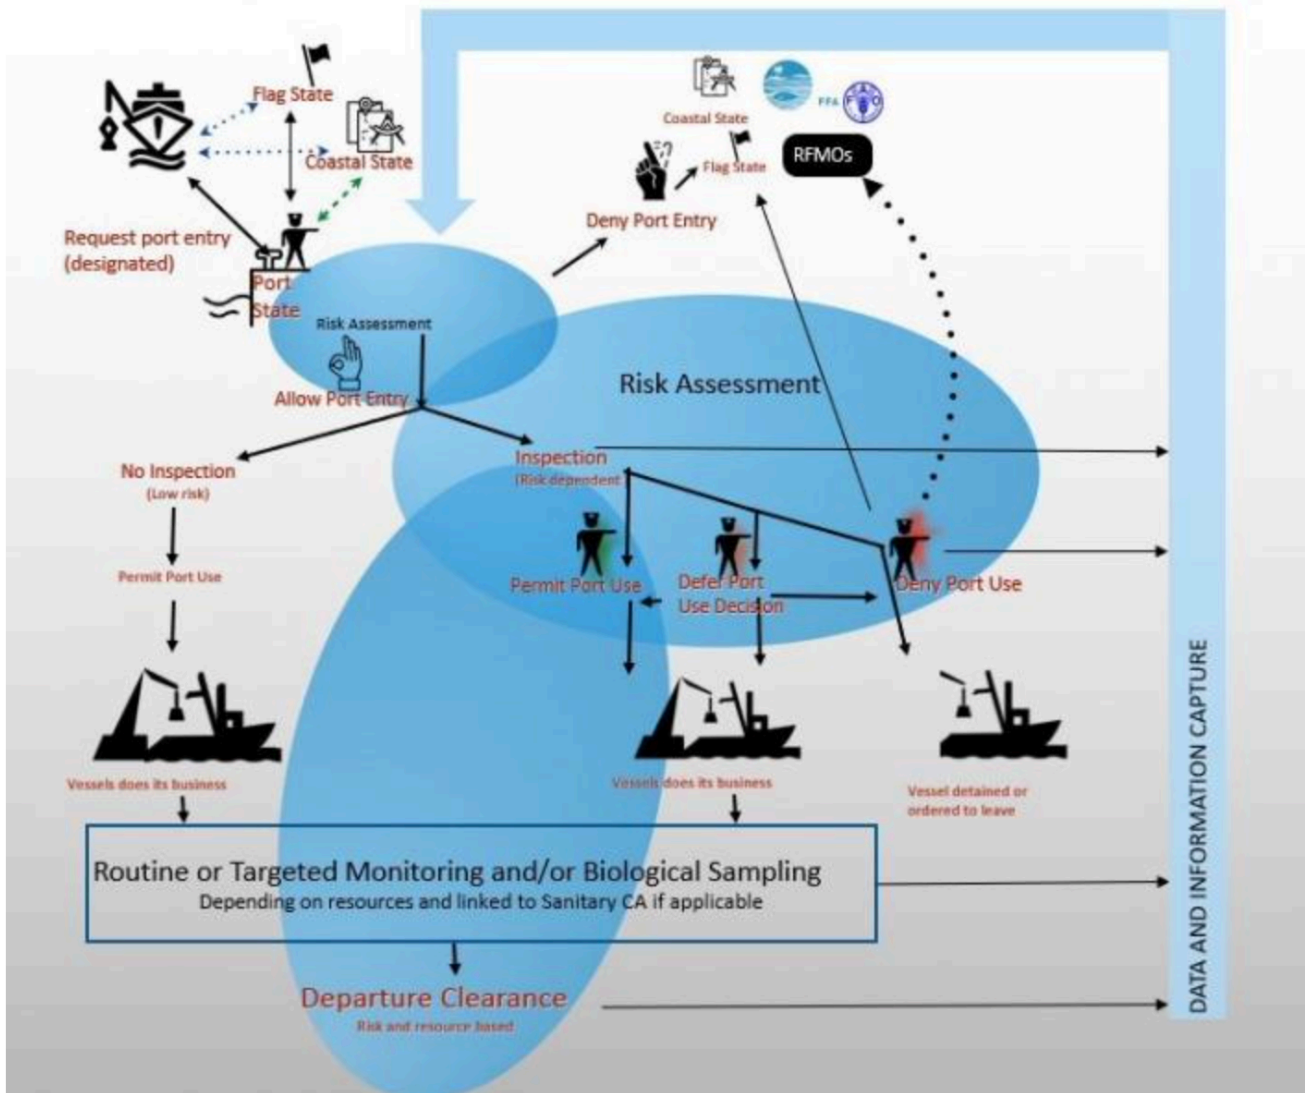 Flag State
Coastal State
Request port entry
(designated)
Port
State
Risk Assessment
Allow Port Entry
Coastal State
FFA
FAO
Flag State
RFMOs
Deny Port Entry
Risk Assessment
No Inspection
(Low risk)
Permit Port Use
Vessels does its business
Inspection
(Risk dependent)
Permit Port Use
Defer Port
Use Decision
Deny Port Use
Vessels does its business
Vessel detained or
ordered to leave
Routine or Targeted Monitoring and/or Biological Sampling
Depending on resources and linked to Sanitary CA if applicable
Departure Clearance
Risk and resource based
DATA AND INFORMATION CAPTURE